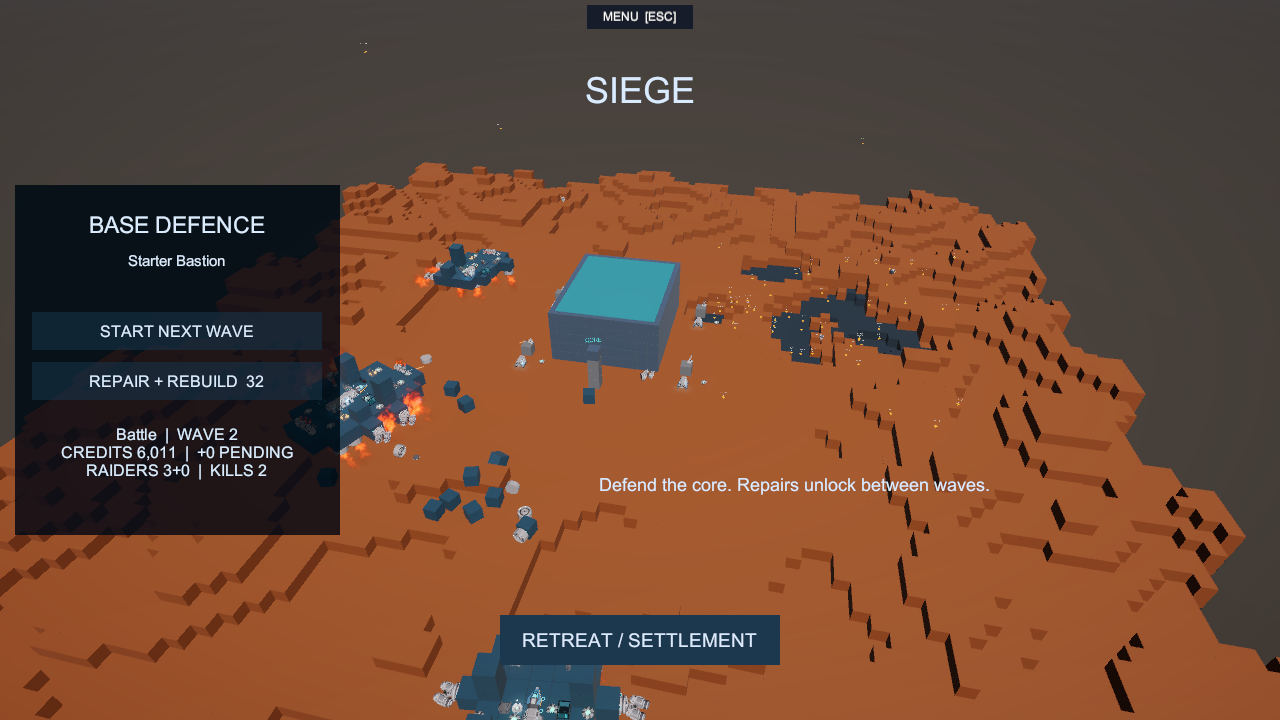 MENU [ESC]
SIEGE
BASE DEFENCE
Starter Bastion
START NEXT WAVE
REPAIR + REBUILD 32
Battle | WAVE 2
CREDITS 6,011 | +0 PENDING
RAIDERS 3+0 | KILLS 2
CORE
Defend the core. Repairs unlock between waves.
RETREAT / SETTLEMENT